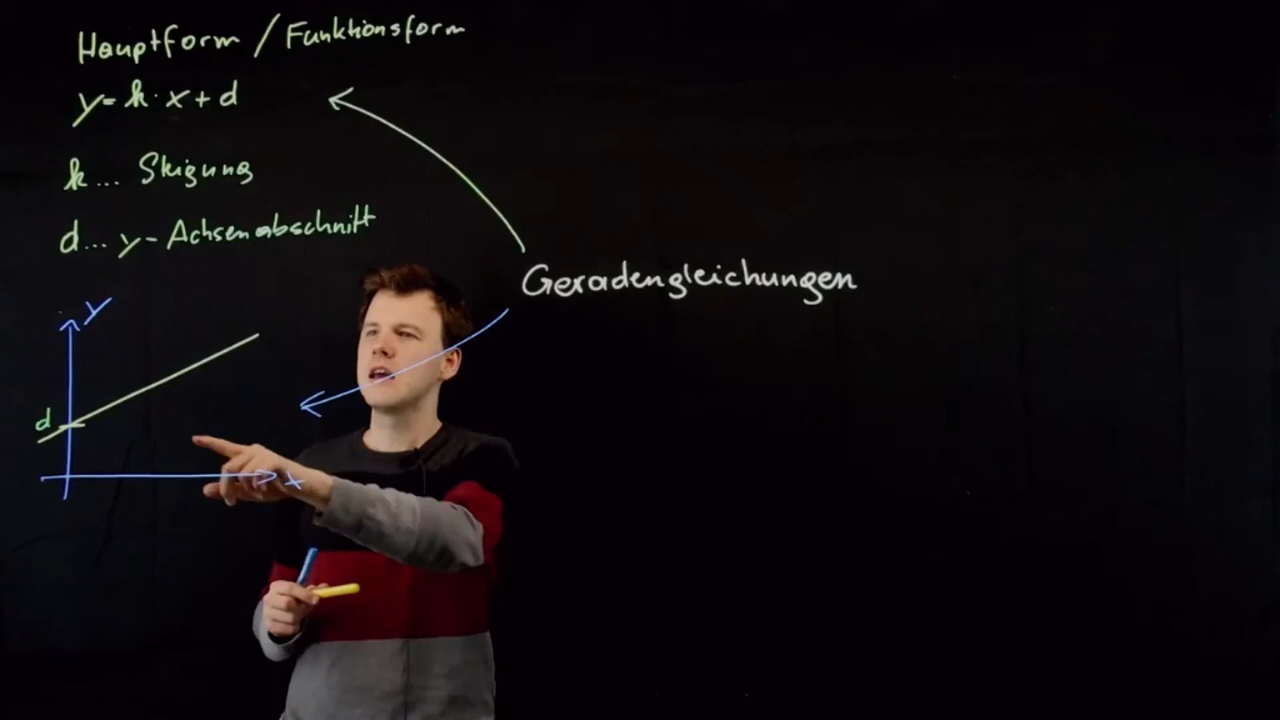 Hauptform / Funktionsform
y = k · x + d
k ... Steigung
d ... y-Achsenabschnitt
Geradengleichungen
y
d
x